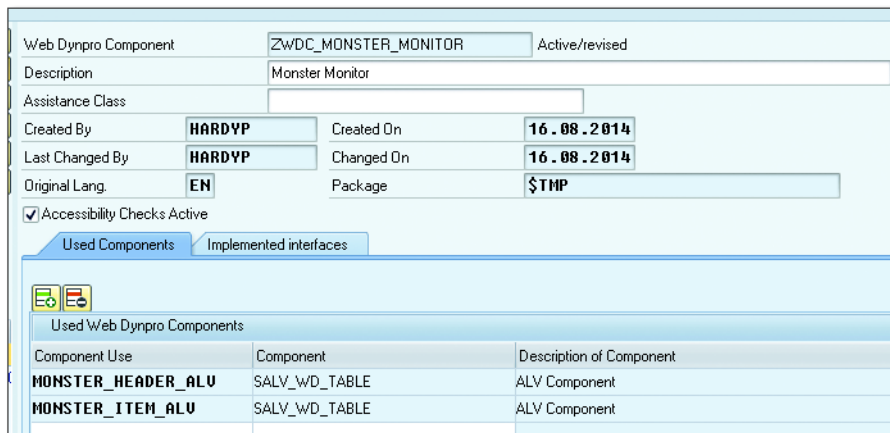 Web Dynpro Component ZWDC_MONSTER_MONITOR Active/revised
Description Monster Monitor
Assistance Class
Created By HARDYP Created On 16.08.2014
Last Changed By HARDYP Changed On 16.08.2014
Original Lang. EN Package $TMP
Accessibility Checks Active
Used Components Implemented interfaces
Used Web Dynpro Components
Component Use Component Description of Component
MONSTER_HEADER_ALV SALV_WD_TABLE ALV Component
MONSTER_ITEM_ALV SALV_WD_TABLE ALV Component